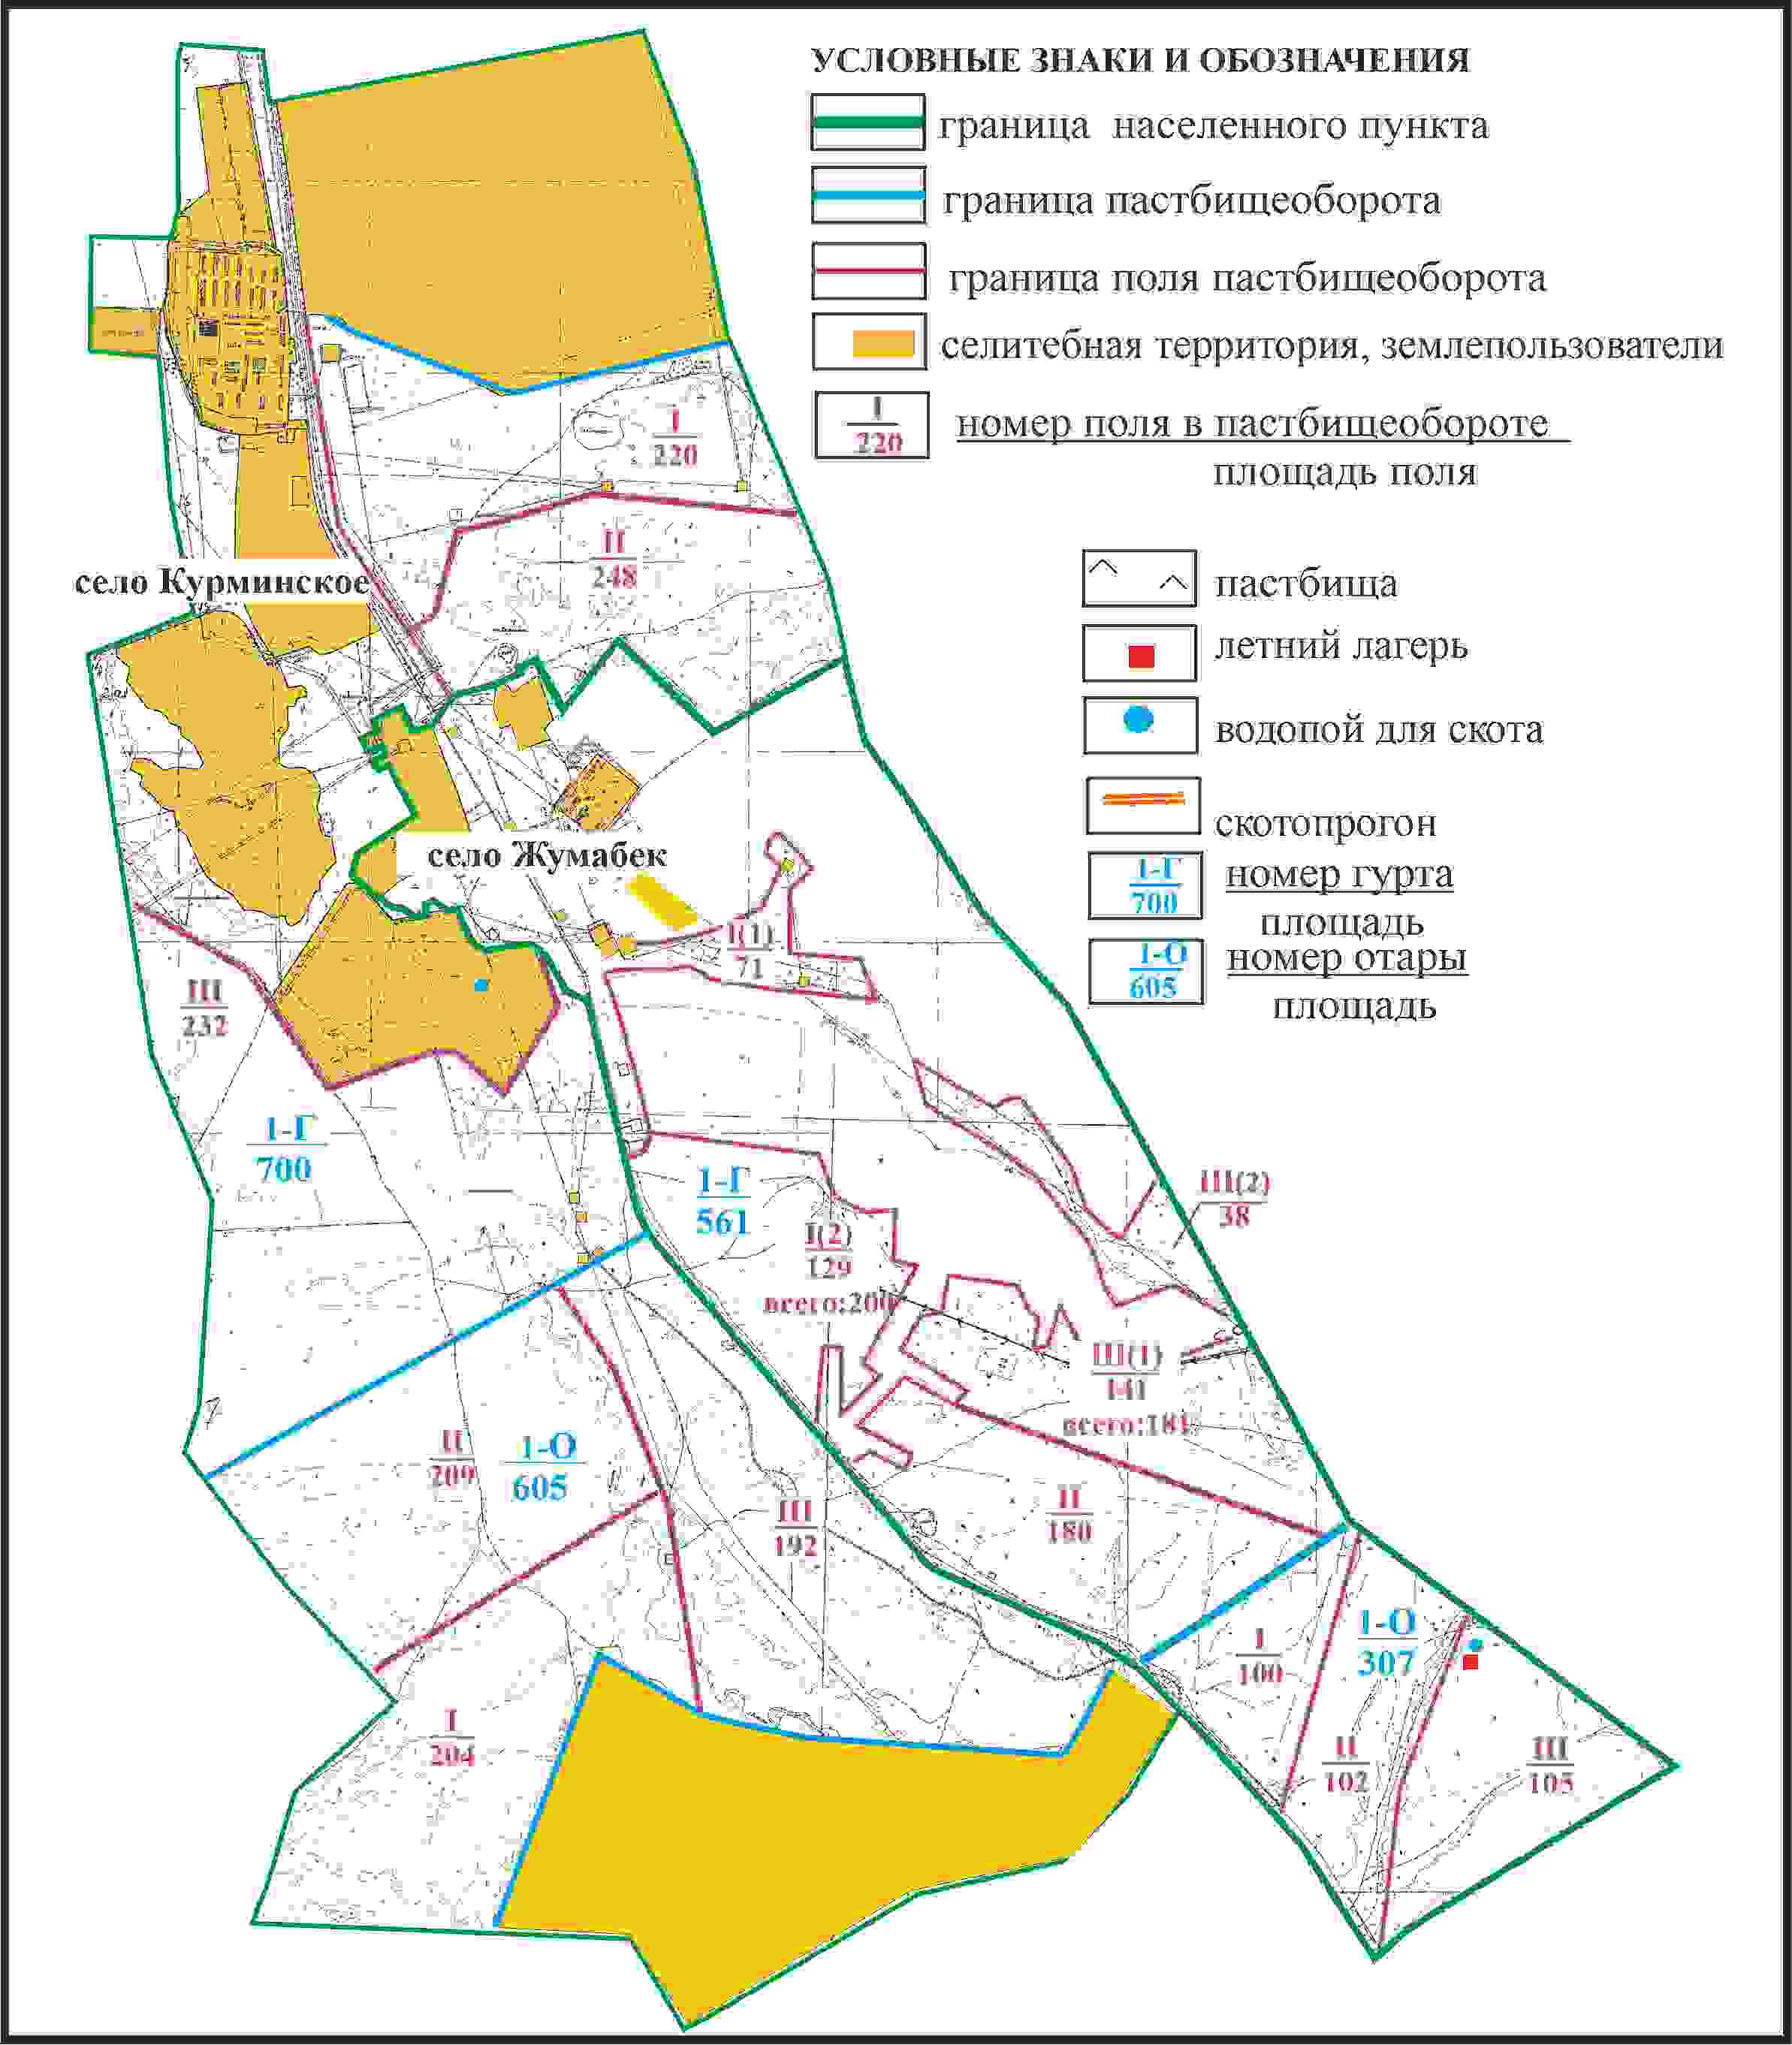 УСЛОВНЫЕ ЗНАКИ И ОБОЗНАЧЕНИЯ
граница населенного пункта
граница пастбищеоборота
граница поля пастбищеоборота
селитебная территория, землепользователи
I
220
номер поля в пастбищеобороте
площадь поля
пастбища
летний лагерь
водопой для скота
скотопрогон
1-Г
700
номер гурта
площадь
1-О
605
номер отары
площадь
I
220
II
248
село Курминское
село Жумабек
I(1)
71
III
232
1-Г
700
1-Г
561
I(2)
129
всего:200
III(2)
38
III(1)
141
всего:181
II
209
1-О
605
III
192
II
180
I
100
1-О
307
I
204
II
102
III
105